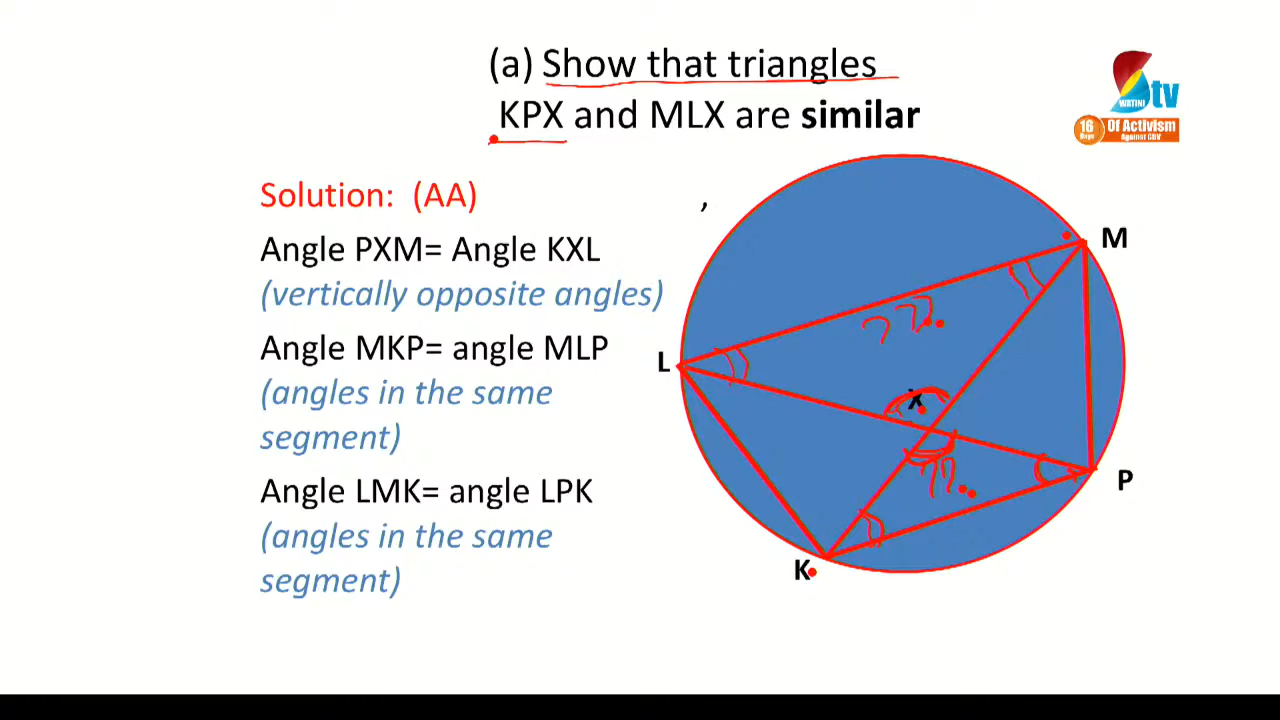 (a) Show that triangles
KPX and MLX are similar
WATINI
tv
16
Days
Of Activism
Against GBV
Solution: (AA)
,
Angle PXM= Angle KXL
(vertically opposite angles)
Angle MKP= angle MLP
(angles in the same
segment)
Angle LMK= angle LPK
(angles in the same
segment)
M
L
X
P
K